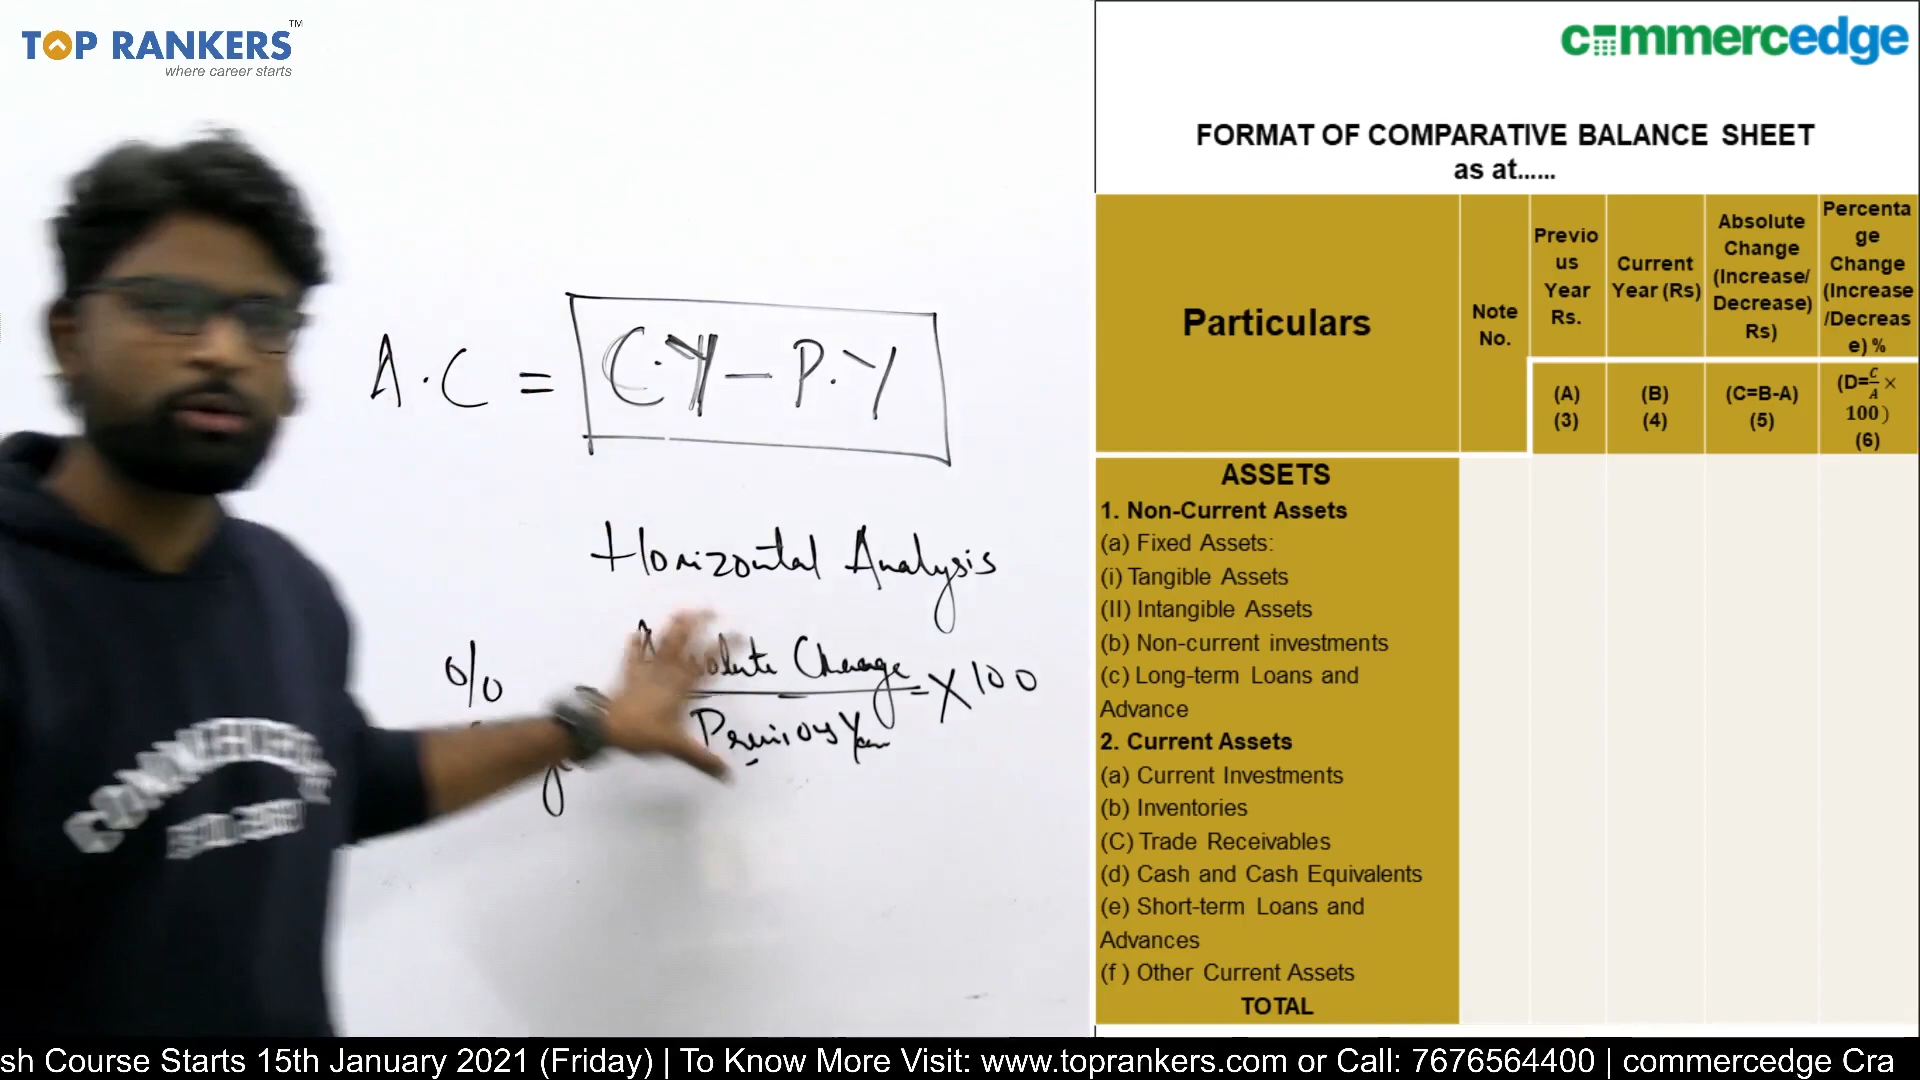 TOP RANKERS™
where career starts
A.C = C.Y - P.Y
Horizontal Analysis
%
Change
Previous Year
= X 100
commercedge
FORMAT OF COMPARATIVE BALANCE SHEET
as at......
Particulars
Note No.
Previo us Year Rs.
Current Year (Rs)
Absolute Change (Increase/ Decrease) Rs)
Percenta ge Change (Increase /Decreas e) %
(A) (3)
(B) (4)
(C=B-A) (5)
(D=C/A × 100) (6)
ASSETS
1. Non-Current Assets
(a) Fixed Assets:
(i) Tangible Assets
(II) Intangible Assets
(b) Non-current investments
(c) Long-term Loans and
Advance
2. Current Assets
(a) Current Investments
(b) Inventories
(C) Trade Receivables
(d) Cash and Cash Equivalents
(e) Short-term Loans and
Advances
(f ) Other Current Assets
TOTAL
sh Course Starts 15th January 2021 (Friday) | To Know More Visit: www.toprankers.com or Call: 7676564400 | commercedge Cra